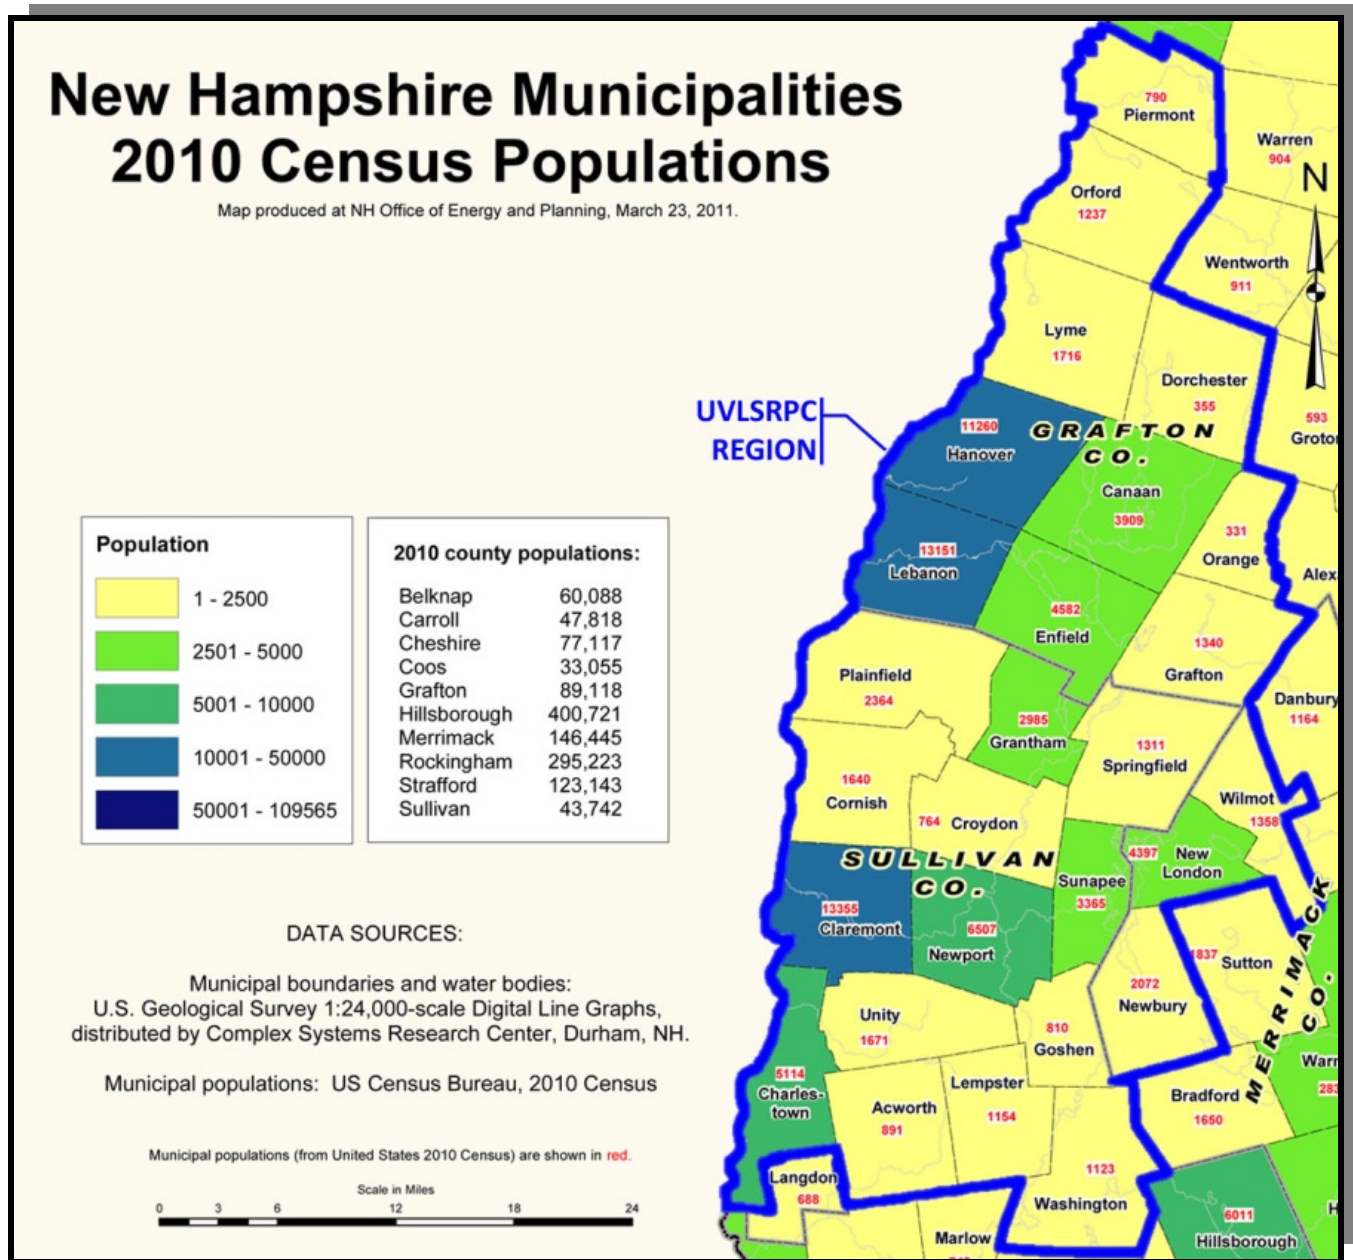 New Hampshire Municipalities
2010 Census Populations
Map produced at NH Office of Energy and Planning, March 23, 2011.
UVLSRPC
REGION
Population
1 - 2500
2501 - 5000
5001 - 10000
10001 - 50000
50001 - 109565
2010 county populations:
Belknap 60,088
Carroll 47,818
Cheshire 77,117
Coos 33,055
Grafton 89,118
Hillsborough 400,721
Merrimack 146,445
Rockingham 295,223
Strafford 123,143
Sullivan 43,742
DATA SOURCES:
Municipal boundaries and water bodies:
U.S. Geological Survey 1:24,000-scale Digital Line Graphs,
distributed by Complex Systems Research Center, Durham, NH.
Municipal populations: US Census Bureau, 2010 Census
Municipal populations (from United States 2010 Census) are shown in red.
Scale in Miles
0 3 6 12 18 24
790
Piermont
Warren
904
N
Orford
1237
Wentworth
911
Lyme
1716
Dorchester
355
593
Groto
GRAFTON
CO.
11260
Hanover
Canaan
3909
331
Orange
Alex
13151
Lebanon
4582
Enfield
1340
Grafton
Plainfield
2364
2985
Grantham
Danbury
1164
1311
Springfield
1640
Cornish
764
Croydon
Wilmot
1358
SULLIVAN
CO.
4397
New
London
Sunapee
3365
13355
Claremont
6507
Newport
1837
Sutton
MERRIMACK
CO.
2072
Newbury
Unity
1671
810
Goshen
5114
Charles-
town
Acworth
891
Lempster
1154
Bradford
1650
Warr
283
Langdon
688
1123
Washington
6011
Hillsborough
H
Marlow